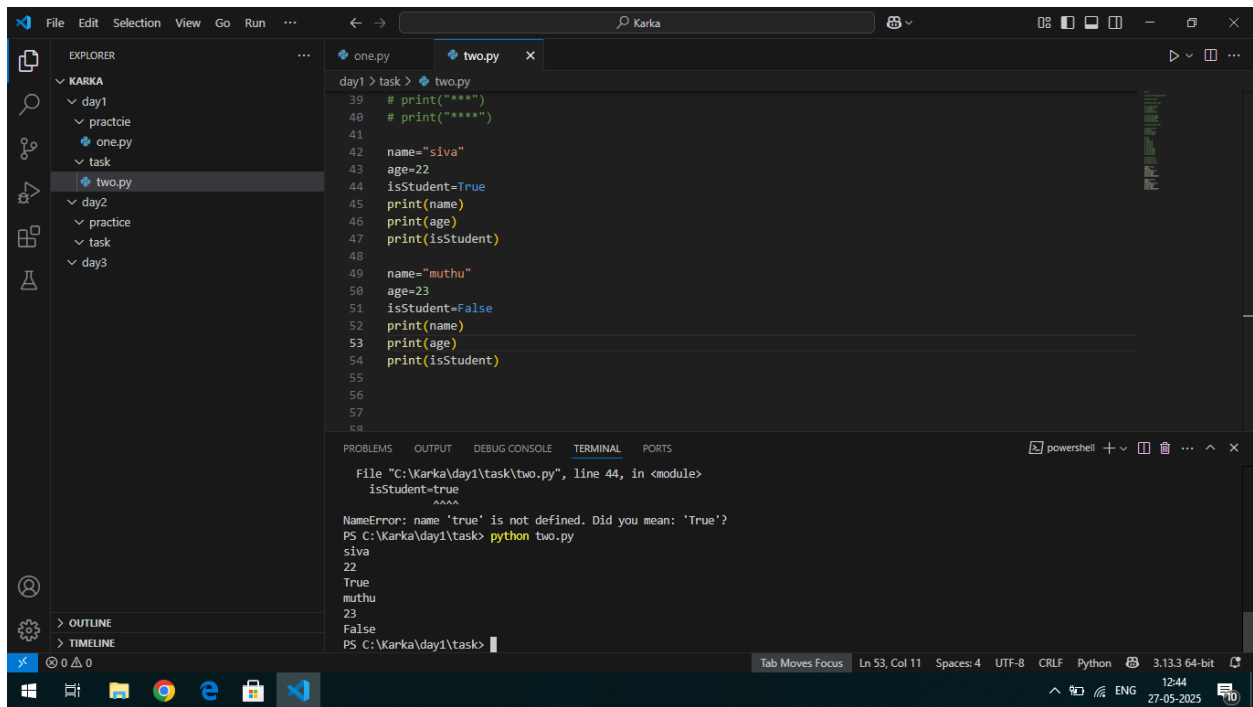 File Edit Selection View Go Run ···
Karka
EXPLORER ···
KARKA
day1
practcie
one.py
task
two.py
day2
practice
task
day3
OUTLINE
TIMELINE
one.py two.py
day1 > task > two.py
39 # print("***")
40 # print("****")
41
42 name="siva"
43 age=22
44 isStudent=True
45 print(name)
46 print(age)
47 print(isStudent)
48
49 name="muthu"
50 age=23
51 isStudent=False
52 print(name)
53 print(age)
54 print(isStudent)
55
56
57
58
PROBLEMS OUTPUT DEBUG CONSOLE TERMINAL PORTS powershell
File "C:\Karka\day1\task\two.py", line 44, in <module>
isStudent=true
^^^^
NameError: name 'true' is not defined. Did you mean: 'True'?
PS C:\Karka\day1\task> python two.py
siva
22
True
muthu
23
False
PS C:\Karka\day1\task>
0 0 Tab Moves Focus Ln 53, Col 11 Spaces: 4 UTF-8 CRLF Python 3.13.3 64-bit
ENG 12:44
27-05-2025 10